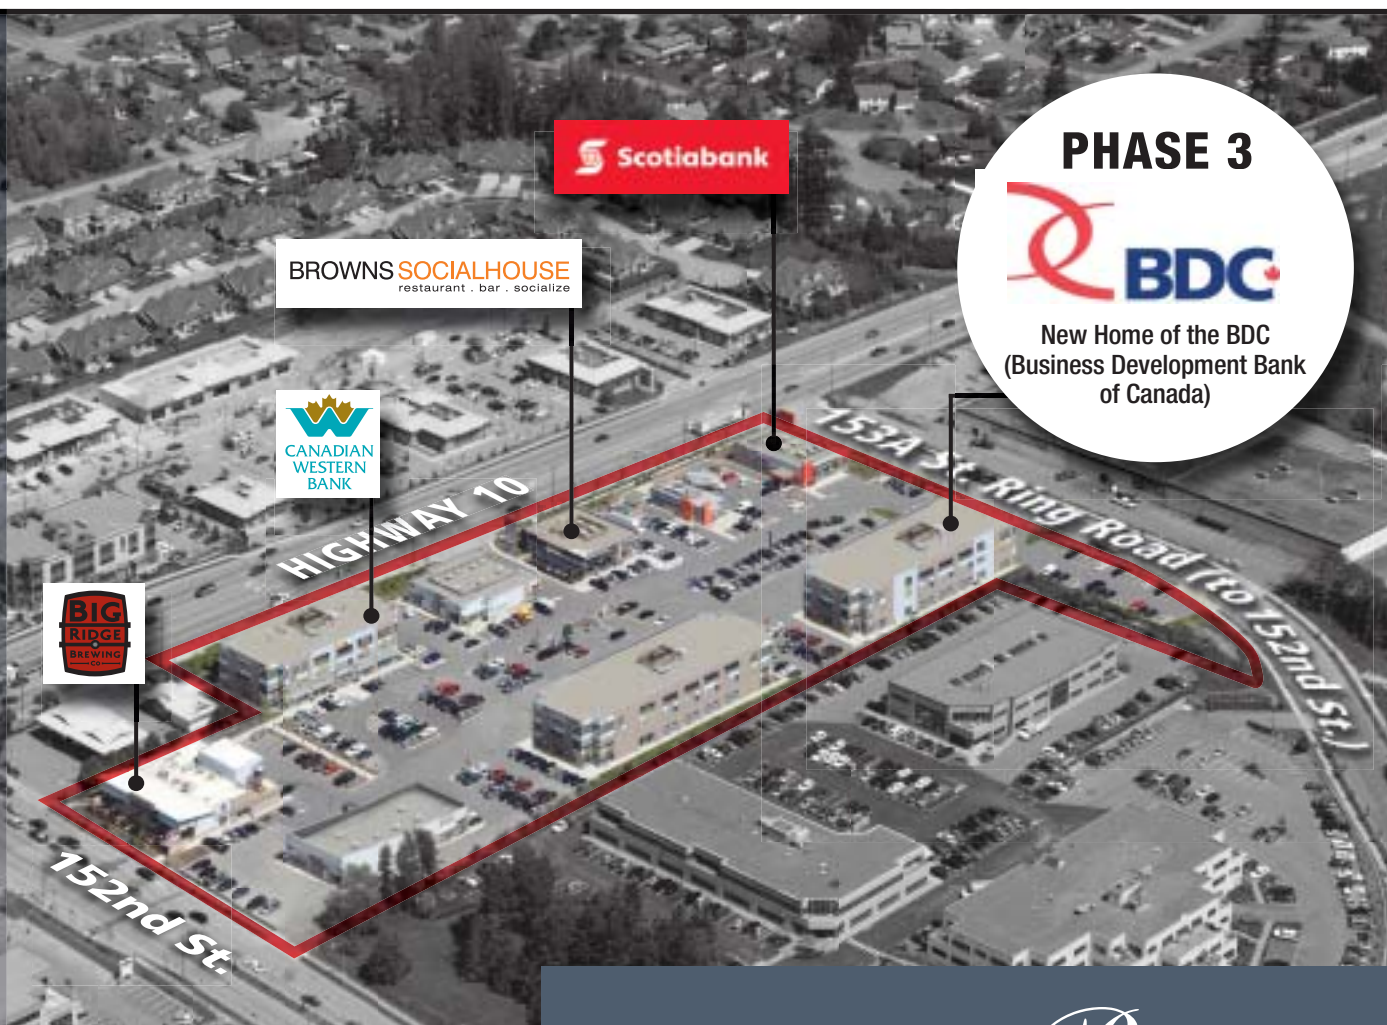 PHASE 3
Scotiabank
BDC
BROWNS SOCIALHOUSE
restaurant . bar . socialize
New Home of the BDC
(Business Development Bank
of Canada)
CANADIAN
WESTERN
BANK
153A St. Ring Road (to 152nd St.)
HIGHWAY 10
BIG
RIDGE
BREWING
CO
152nd St.